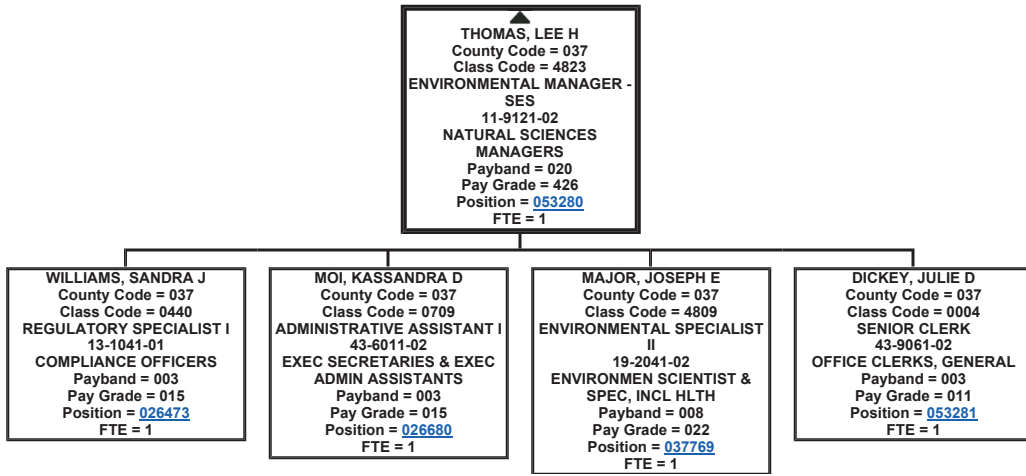 THOMAS, LEE H
County Code = 037
Class Code = 4823
ENVIRONMENTAL MANAGER -
SES
11-9121-02
NATURAL SCIENCES
MANAGERS
Payband = 020
Pay Grade = 426
Position = 053280
FTE = 1
WILLIAMS, SANDRA J
County Code = 037
Class Code = 0440
REGULATORY SPECIALIST I
13-1041-01
COMPLIANCE OFFICERS
Payband = 003
Pay Grade = 015
Position = 026473
FTE = 1
MOI, KASSANDRA D
County Code = 037
Class Code = 0709
ADMINISTRATIVE ASSISTANT I
43-6011-02
EXEC SECRETARIES & EXEC
ADMIN ASSISTANTS
Payband = 003
Pay Grade = 015
Position = 026680
FTE = 1
MAJOR, JOSEPH E
County Code = 037
Class Code = 4809
ENVIRONMENTAL SPECIALIST
II
19-2041-02
ENVIRONMEN SCIENTIST &
SPEC, INCL HLTH
Payband = 008
Pay Grade = 022
Position = 037769
FTE = 1
DICKEY, JULIE D
County Code = 037
Class Code = 0004
SENIOR CLERK
43-9061-02
OFFICE CLERKS, GENERAL
Payband = 003
Pay Grade = 011
Position = 053281
FTE = 1